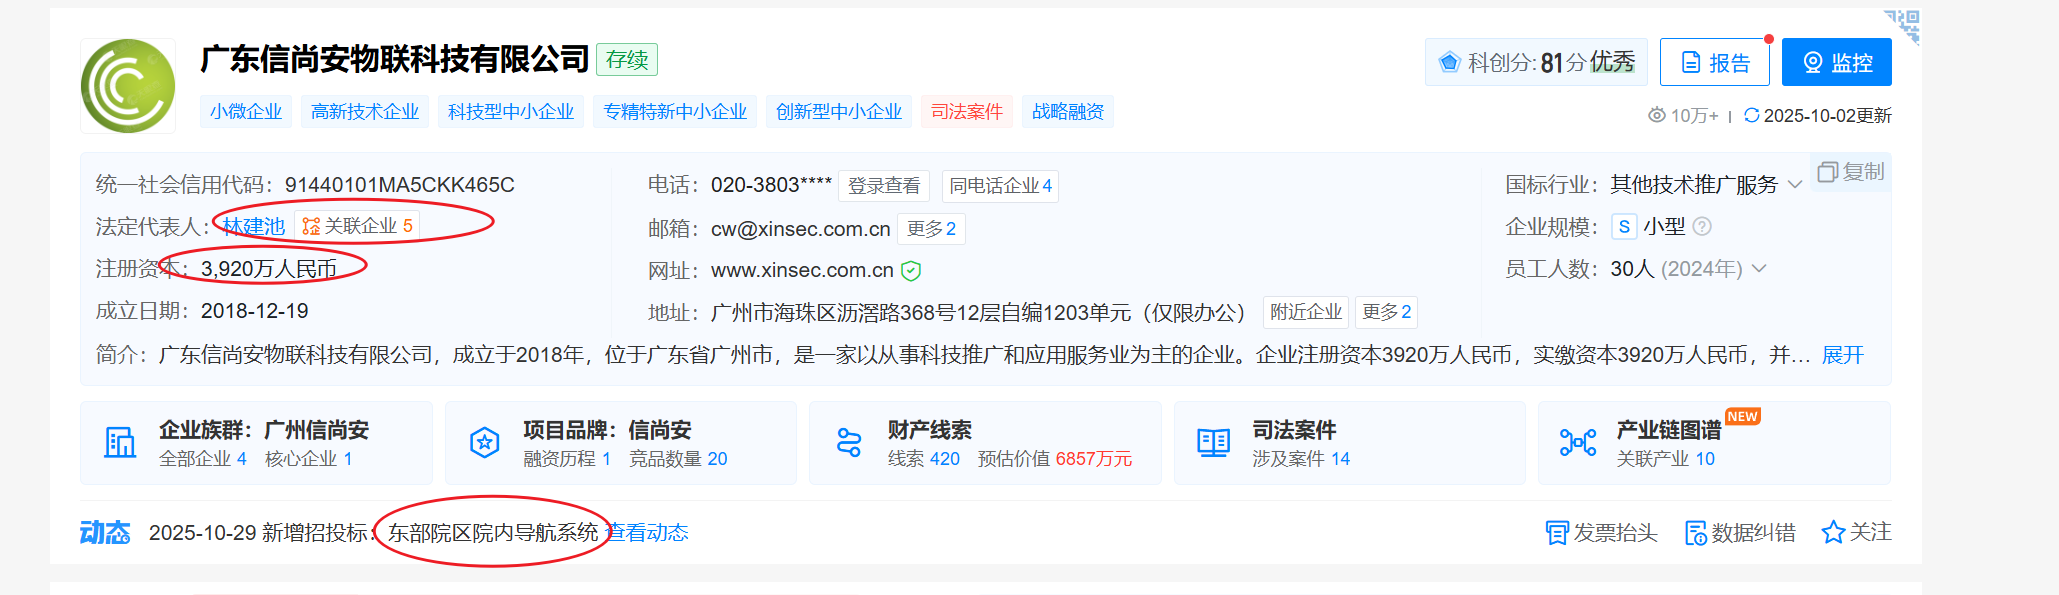 广东信尚安物联科技有限公司 存续
科创分: 81分 优秀 报告 监控
小微企业 高新技术企业 科技型中小企业 专精特新中小企业 创新型中小企业 司法案件 战略融资
10万+ | 2025-10-02更新
统一社会信用代码：91440101MA5CKK465C
法定代表人：林建池 关联企业 5
注册资本：3,920万人民币
成立日期：2018-12-19
电话：020-3803**** 登录查看 同电话企业4
邮箱：cw@xinsec.com.cn 更多2
网址：www.xinsec.com.cn
地址：广州市海珠区沥滘路368号12层自编1203单元（仅限办公） 附近企业 更多2
国标行业：其他技术推广服务 复制
企业规模：S 小型
员工人数：30人 (2024年)
简介：广东信尚安物联科技有限公司，成立于2018年，位于广东省广州市，是一家以从事科技推广和应用服务业为主的企业。企业注册资本3920万人民币，实缴资本3920万人民币，并... 展开
企业族群：广州信尚安
全部企业 4 核心企业 1
项目品牌：信尚安
融资历程 1 竞品数量 20
财产线索
线索 420 预估价值 6857万元
司法案件
涉及案件 14
产业链图谱 NEW
关联产业 10
动态 2025-10-29 新增招投标：东部院区院内导航系统 查看动态
发票抬头 数据纠错 关注